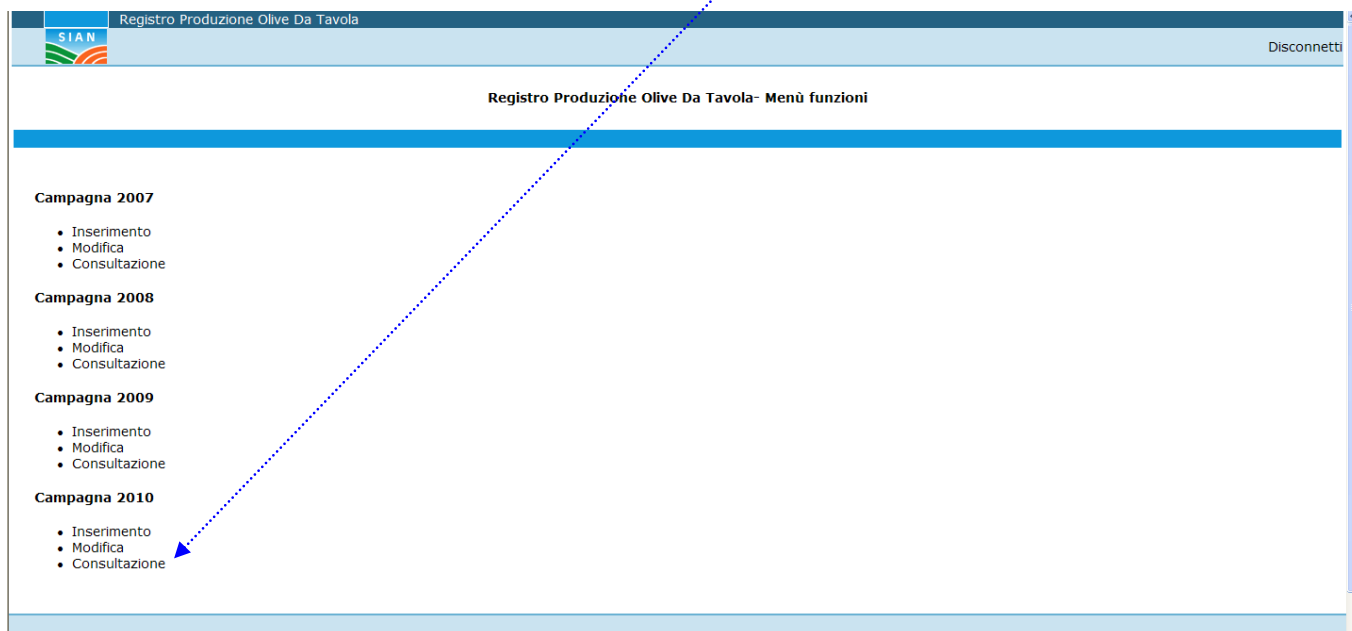 Registro Produzione Olive Da Tavola
SIAN
Disconnetti
Registro Produzione Olive Da Tavola- Menù funzioni
Campagna 2007
• Inserimento
• Modifica
• Consultazione
Campagna 2008
• Inserimento
• Modifica
• Consultazione
Campagna 2009
• Inserimento
• Modifica
• Consultazione
Campagna 2010
• Inserimento
• Modifica
• Consultazione